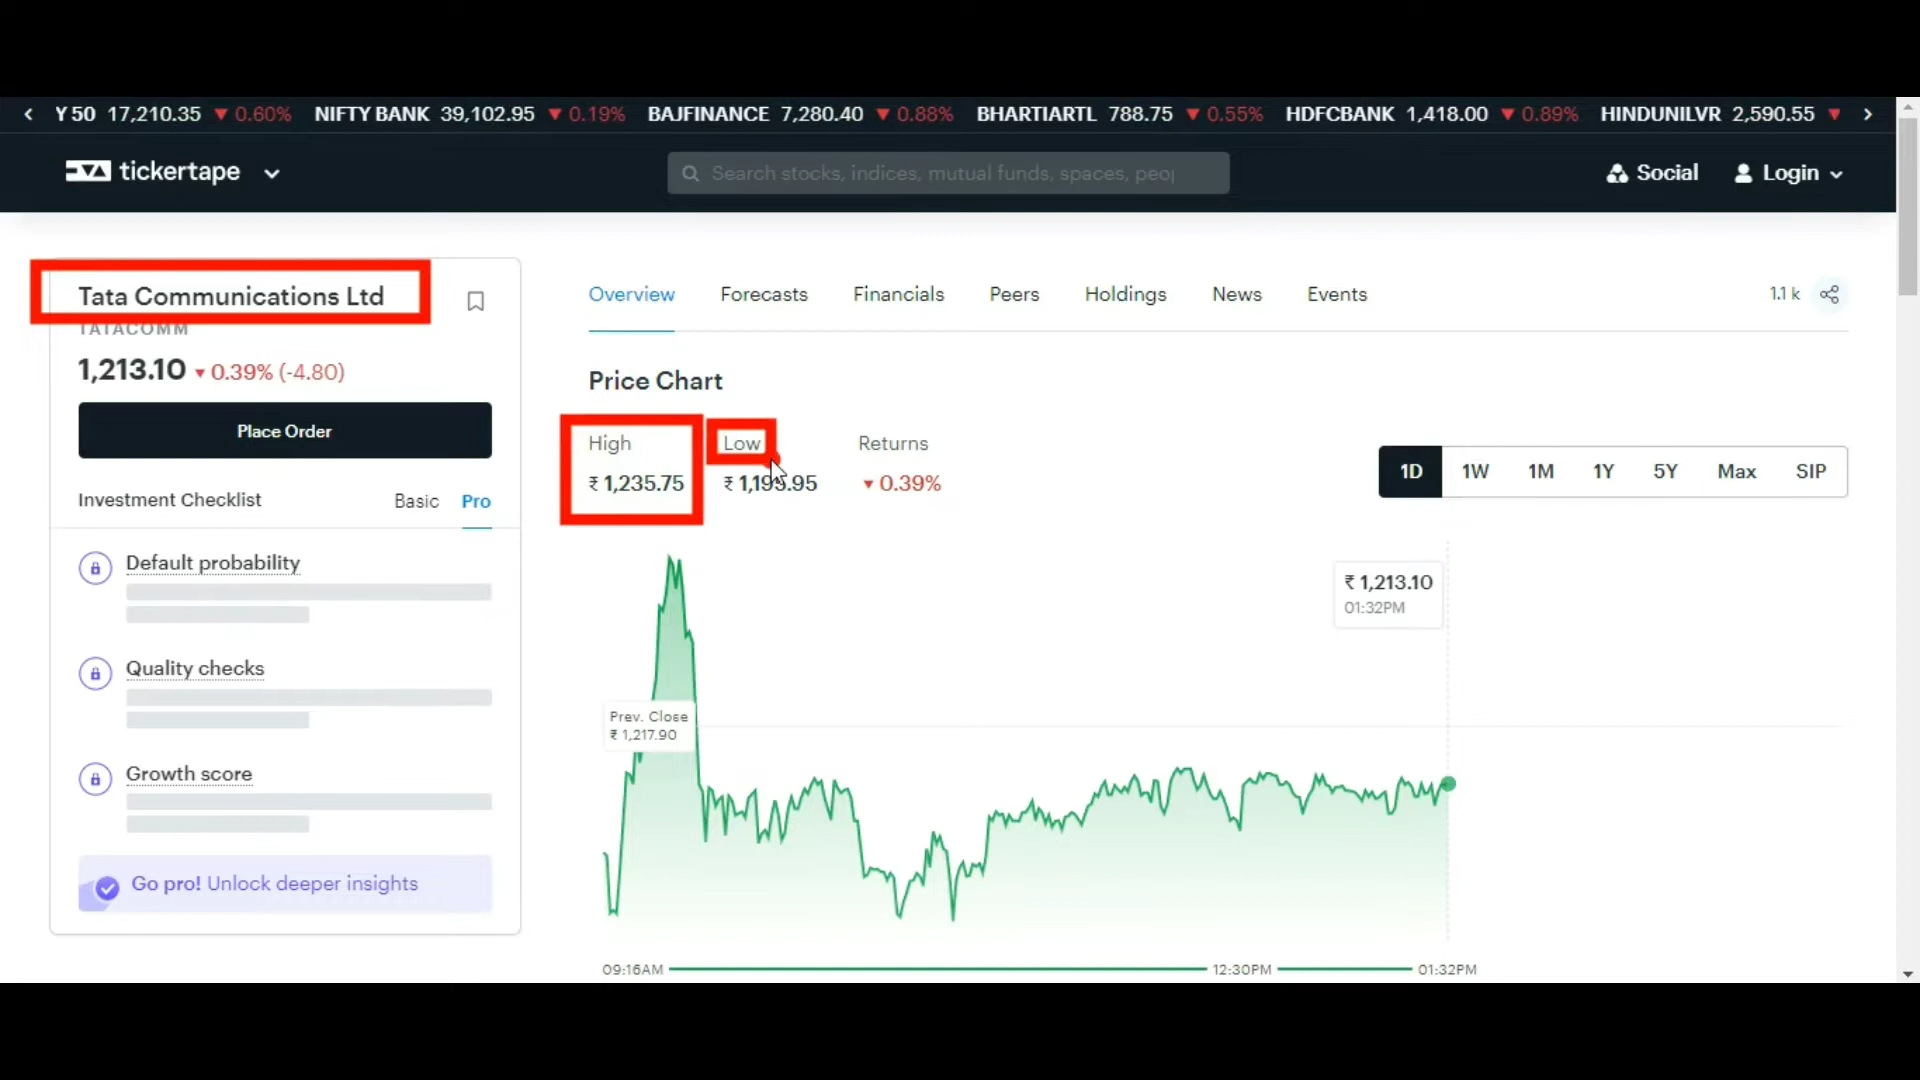 Y 50 17,210.35 ▼ 0.60% NIFTY BANK 39,102.95 ▼ 0.19% BAJFINANCE 7,280.40 ▼ 0.88% BHARTIARTL 788.75 ▼ 0.55% HDFCBANK 1,418.00 ▼ 0.89% HINDUNILVR 2,590.55 ▼
tickertape
Search stocks, indices, mutual funds, spaces, peop
Social
Login
Tata Communications Ltd
TATACOMM
1,213.10 ▼ 0.39% (-4.80)
Place Order
Investment Checklist
Basic
Pro
Default probability
Quality checks
Growth score
Go pro! Unlock deeper insights
Overview Forecasts Financials Peers Holdings News Events
1.1 k
Price Chart
High Low Returns
₹ 1,235.75 ₹ 1,195.95 ▼ 0.39%
1D 1W 1M 1Y 5Y Max SIP
₹ 1,213.10
01:32PM
Prev. Close
₹ 1,217.90
09:16AM 12:30PM 01:32PM